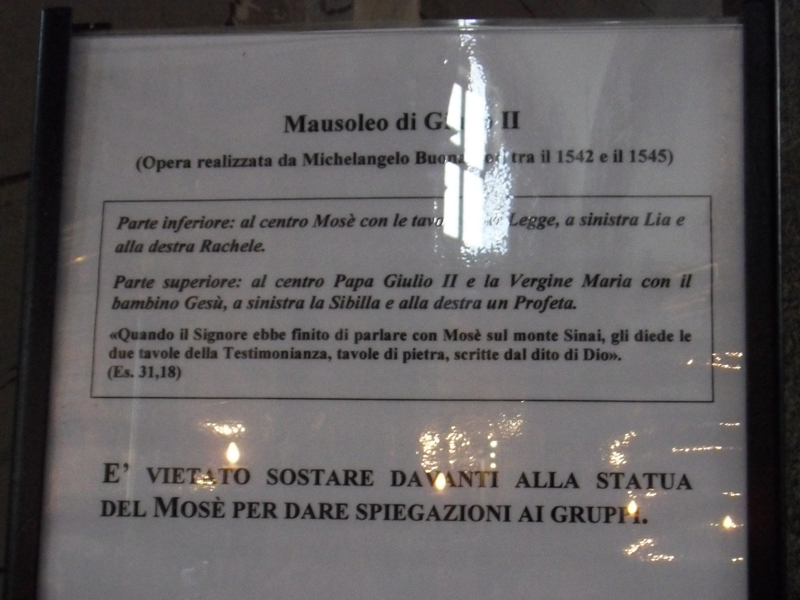 Mausoleo di II
(Opera realizzata da Michelangelo tra il 1542 e il 1545)
Parte inferiore: al centro Mosè con le Legge, a sinistra Lia e
alla destra Rachele.
Parte superiore: al centro Papa Giulio II e la Vergine Maria con il
bambino Gesù, a sinistra la Sibilla e alla destra un Profeta.
«Quando il Signore ebbe finito di parlare con Mosè sul monte Sinai, gli diede le
due tavole della Testimonianza, tavole di pietra, scritte dal dito di Dio».
(Es. 31,18)
E’ VIETATO SOSTARE DAVANTI ALLA STATUA
DEL MOSÈ PER DARE SPIEGAZIONI AI GRUPPI.